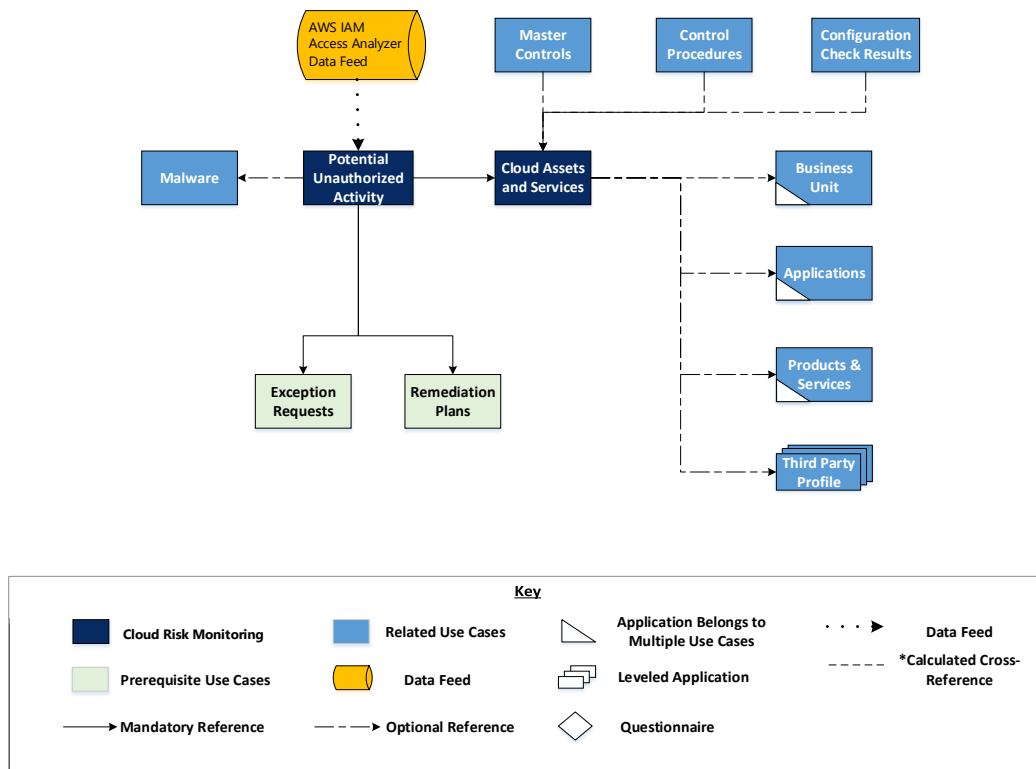 AWS IAM
Access Analyzer
Data Feed
Master
Controls
Control
Procedures
Configuration
Check Results
Malware
Potential
Unauthorized
Activity
Cloud Assets
and Services
Business
Unit
Applications
Products &
Services
Third Party
Profile
Exception
Requests
Remediation
Plans
Key
Cloud Risk Monitoring
Related Use Cases
Application Belongs to
Multiple Use Cases
Data Feed
Prerequisite Use Cases
Data Feed
Leveled Application
*Calculated Cross-
Reference
Mandatory Reference
Optional Reference
Questionnaire